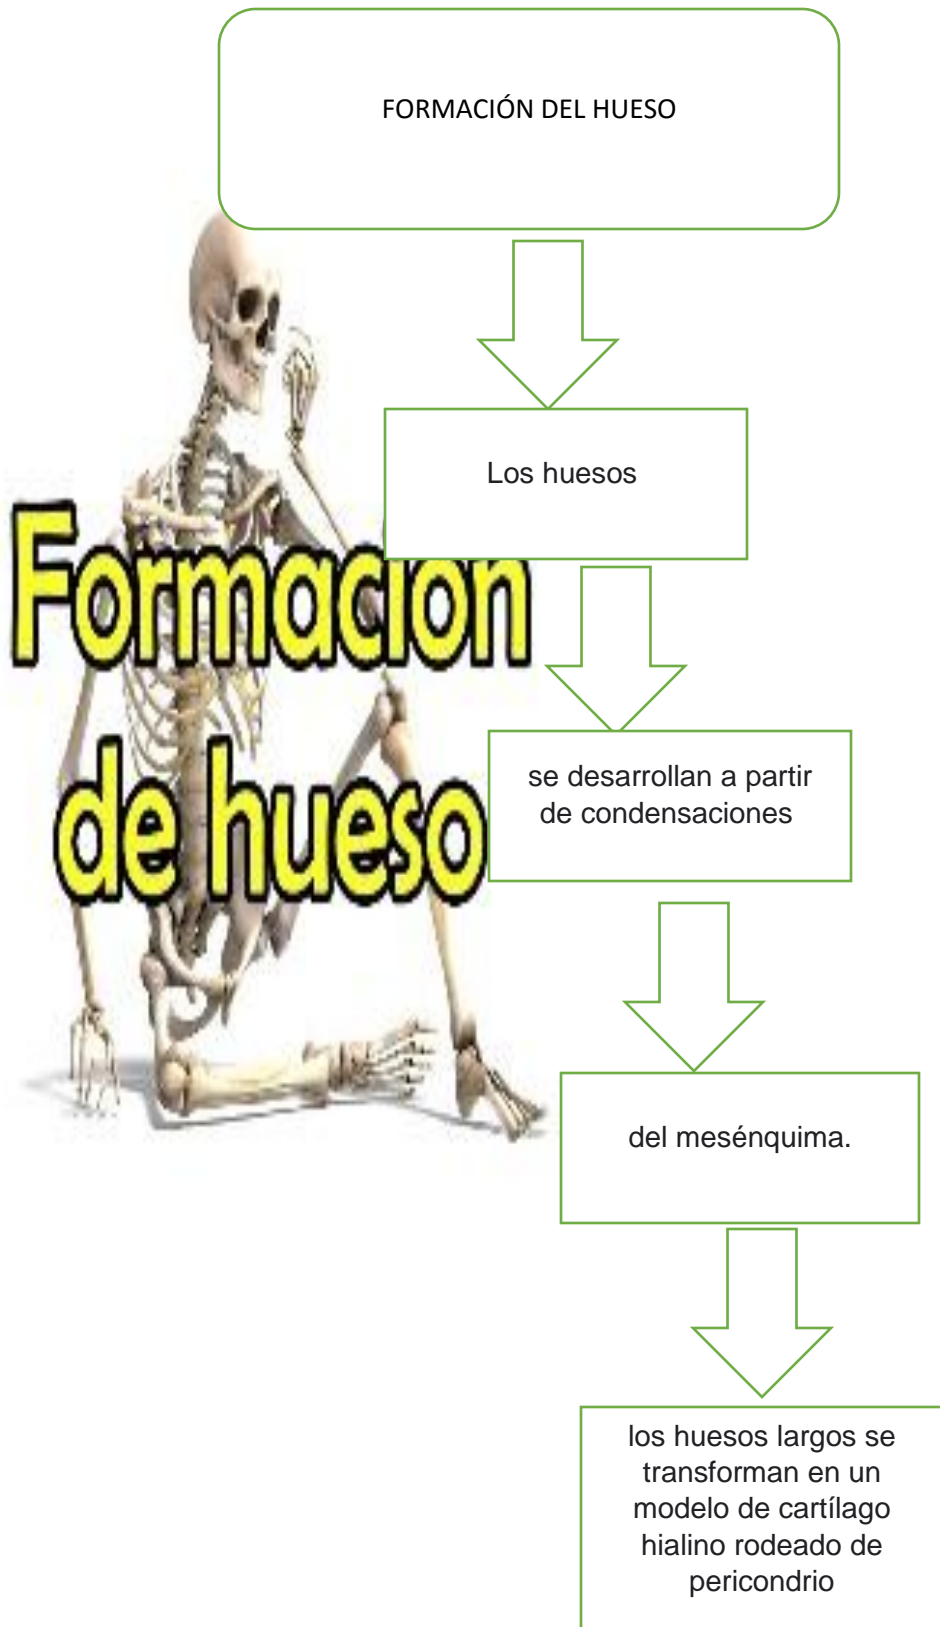 FORMACIÓN DEL HUESO
Los huesos
Formación
de hueso
se desarrollan a partir
de condensaciones
del mesénquima.
los huesos largos se
transforman en un
modelo de cartílago
hialino rodeado de
pericondrio